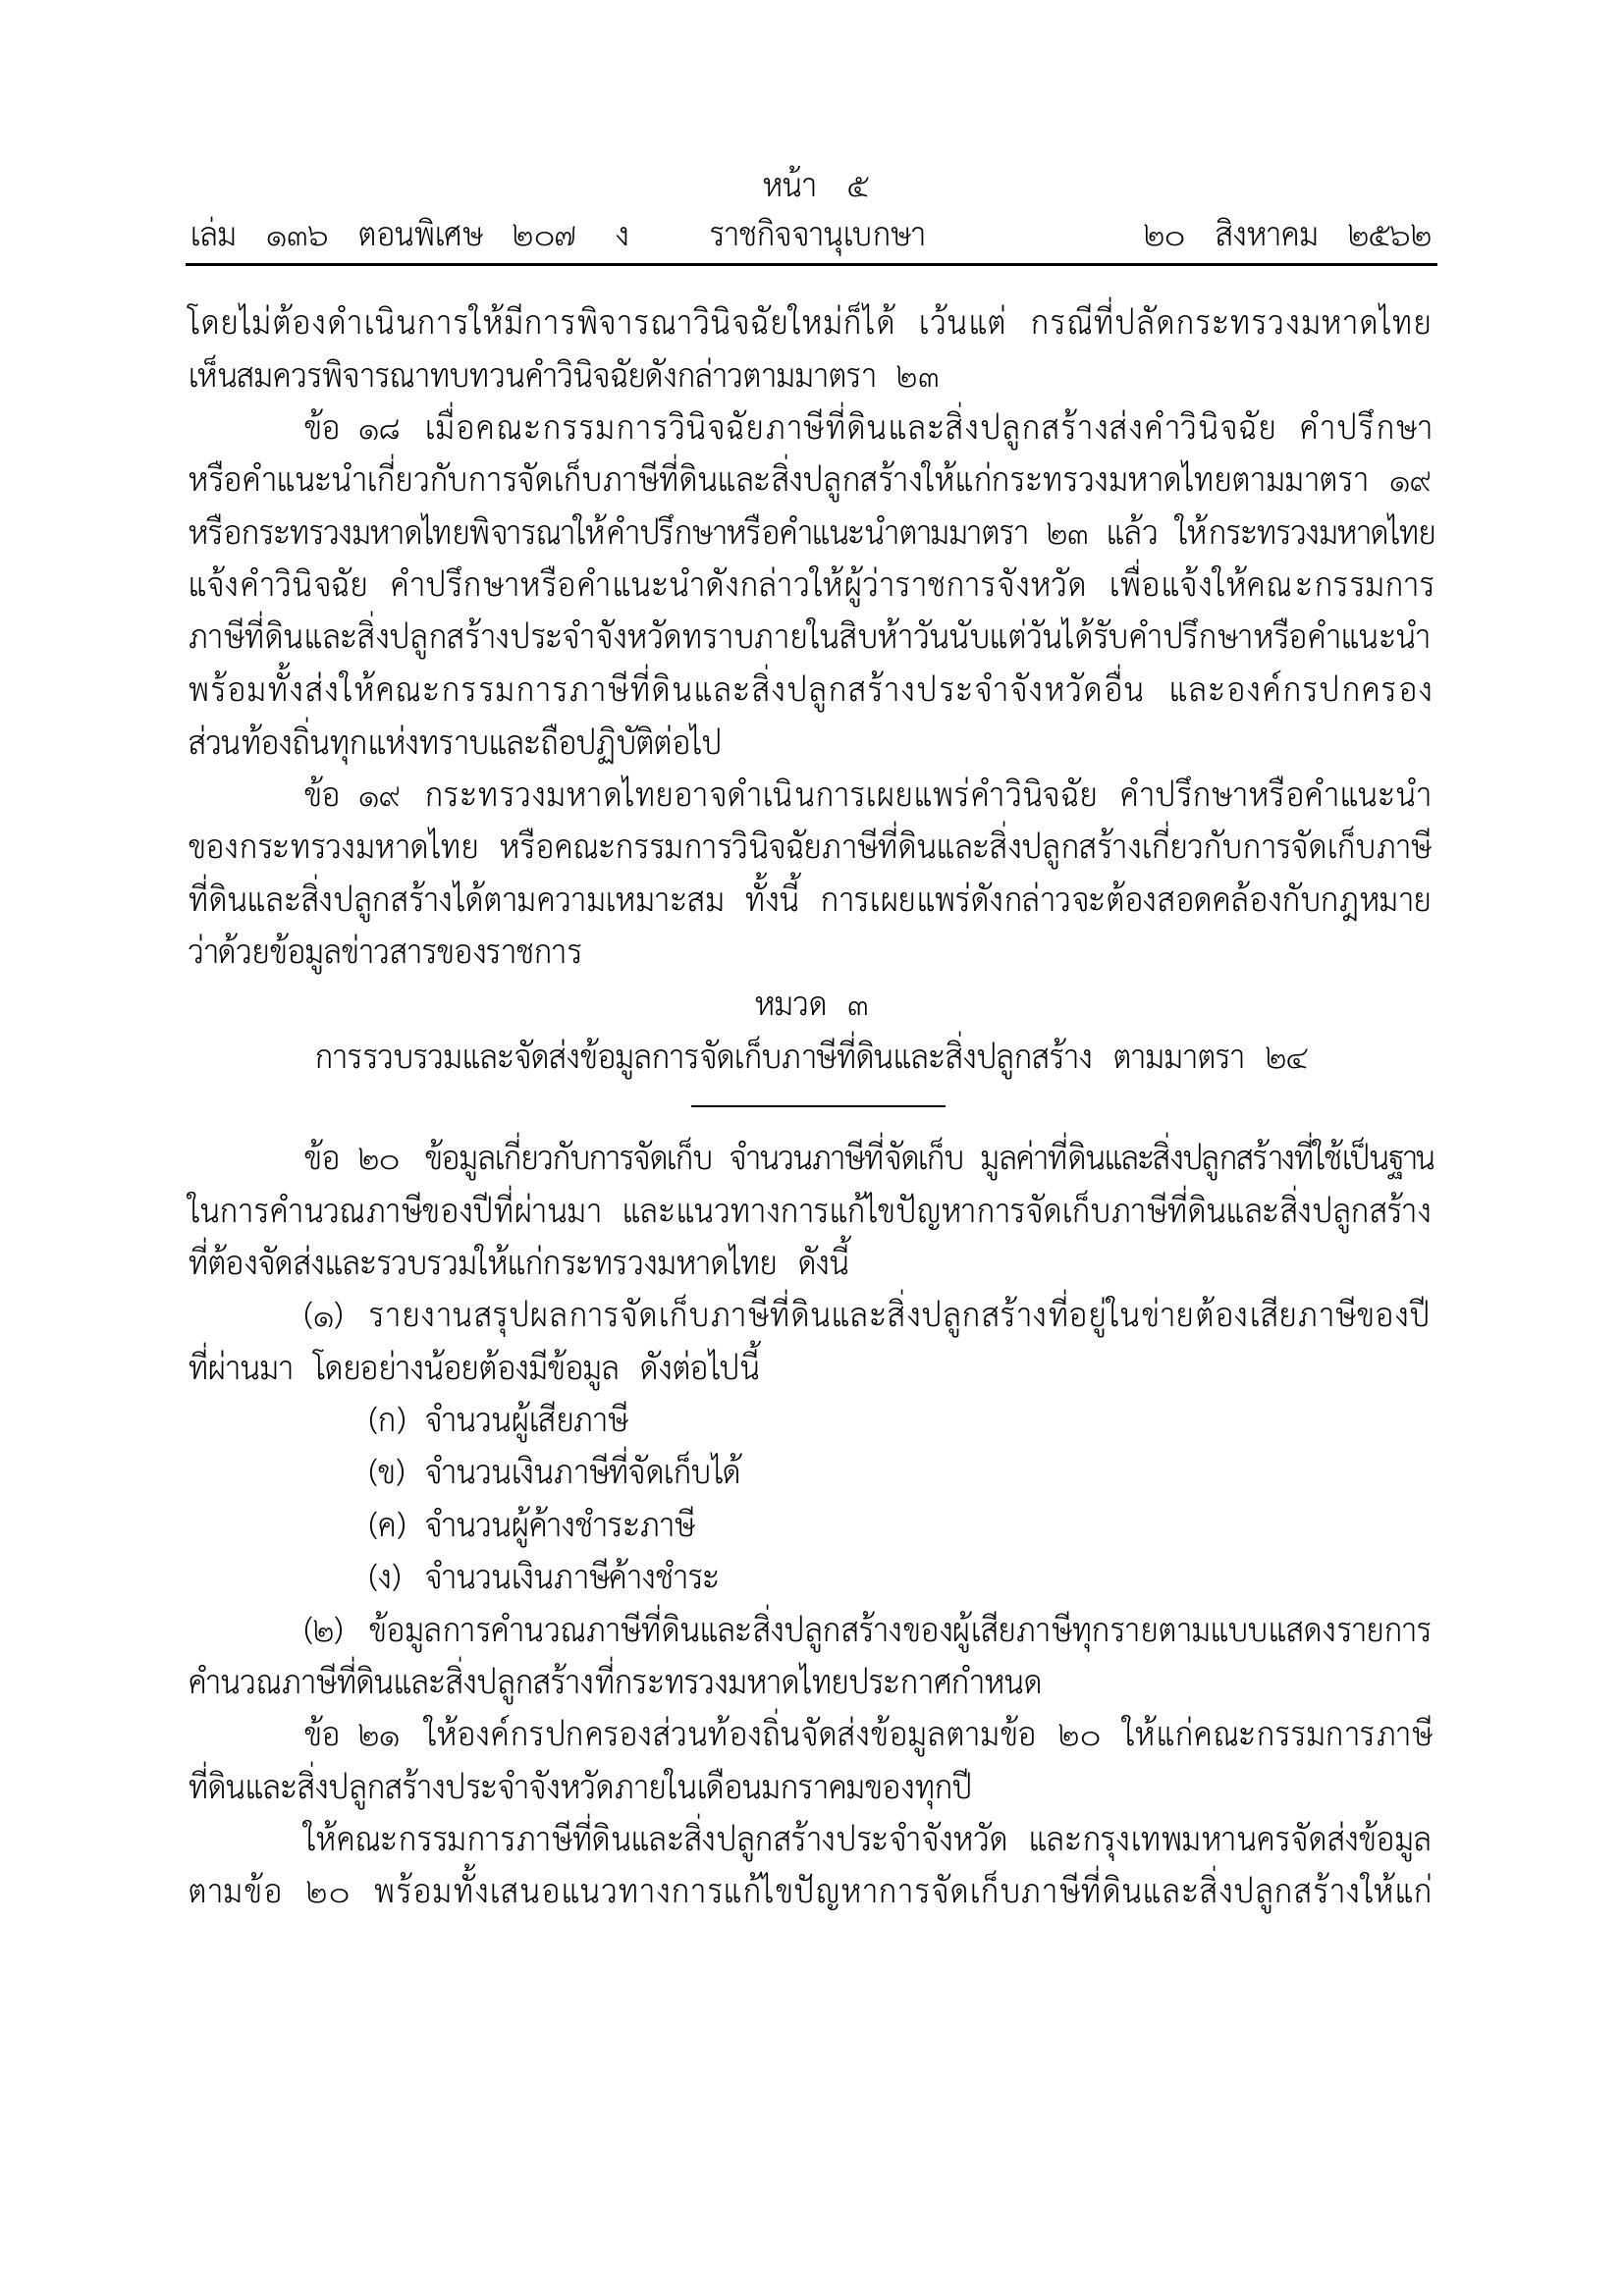 หน้า ๕
เล่ม ๑๓๖ ตอนพิเศษ ๒๐๗ ง ราชกิจจานุเบกษา ๒๐ สิงหาคม ๒๕๖๒
โดยไม่ต้องดำเนินการให้มีการพิจารณาวินิจฉัยใหม่ก็ได้ เว้นแต่ กรณีที่ปลัดกระทรวงมหาดไทย
เห็นสมควรพิจารณาทบทวนคำวินิจฉัยดังกล่าวตามมาตรา ๒๓
ข้อ ๑๘ เมื่อคณะกรรมการวินิจฉัยภาษีที่ดินและสิ่งปลูกสร้างส่งคำวินิจฉัย คำปรึกษา
หรือคำแนะนำเกี่ยวกับการจัดเก็บภาษีที่ดินและสิ่งปลูกสร้างให้แก่กระทรวงมหาดไทยตามมาตรา ๑๙
หรือกระทรวงมหาดไทยพิจารณาให้คำปรึกษาหรือคำแนะนำตามมาตรา ๒๓ แล้ว ให้กระทรวงมหาดไทย
แจ้งคำวินิจฉัย คำปรึกษาหรือคำแนะนำดังกล่าวให้ผู้ว่าราชการจังหวัด เพื่อแจ้งให้คณะกรรมการ
ภาษีที่ดินและสิ่งปลูกสร้างประจำจังหวัดทราบภายในสิบห้าวันนับแต่วันได้รับคำปรึกษาหรือคำแนะนำ
พร้อมทั้งส่งให้คณะกรรมการภาษีที่ดินและสิ่งปลูกสร้างประจำจังหวัดอื่น และองค์กรปกครอง
ส่วนท้องถิ่นทุกแห่งทราบและถือปฏิบัติต่อไป
ข้อ ๑๙ กระทรวงมหาดไทยอาจดำเนินการเผยแพร่คำวินิจฉัย คำปรึกษาหรือคำแนะนำ
ของกระทรวงมหาดไทย หรือคณะกรรมการวินิจฉัยภาษีที่ดินและสิ่งปลูกสร้างเกี่ยวกับการจัดเก็บภาษี
ที่ดินและสิ่งปลูกสร้างได้ตามความเหมาะสม ทั้งนี้ การเผยแพร่ดังกล่าวจะต้องสอดคล้องกับกฎหมาย
ว่าด้วยข้อมูลข่าวสารของราชการ
หมวด ๓
การรวบรวมและจัดส่งข้อมูลการจัดเก็บภาษีที่ดินและสิ่งปลูกสร้าง ตามมาตรา ๒๔
ข้อ ๒๐ ข้อมูลเกี่ยวกับการจัดเก็บ จำนวนภาษีที่จัดเก็บ มูลค่าที่ดินและสิ่งปลูกสร้างที่ใช้เป็นฐาน
ในการคำนวณภาษีของปีที่ผ่านมา และแนวทางการแก้ไขปัญหาการจัดเก็บภาษีที่ดินและสิ่งปลูกสร้าง
ที่ต้องจัดส่งและรวบรวมให้แก่กระทรวงมหาดไทย ดังนี้
(๑) รายงานสรุปผลการจัดเก็บภาษีที่ดินและสิ่งปลูกสร้างที่อยู่ในข่ายต้องเสียภาษีของปี
ที่ผ่านมา โดยอย่างน้อยต้องมีข้อมูล ดังต่อไปนี้
(ก) จำนวนผู้เสียภาษี
(ข) จำนวนเงินภาษีที่จัดเก็บได้
(ค) จำนวนผู้ค้างชำระภาษี
(ง) จำนวนเงินภาษีค้างชำระ
(๒) ข้อมูลการคำนวณภาษีที่ดินและสิ่งปลูกสร้างของผู้เสียภาษีทุกรายตามแบบแสดงรายการ
คำนวณภาษีที่ดินและสิ่งปลูกสร้างที่กระทรวงมหาดไทยประกาศกำหนด
ข้อ ๒๑ ให้องค์กรปกครองส่วนท้องถิ่นจัดส่งข้อมูลตามข้อ ๒๐ ให้แก่คณะกรรมการภาษี
ที่ดินและสิ่งปลูกสร้างประจำจังหวัดภายในเดือนมกราคมของทุกปี
ให้คณะกรรมการภาษีที่ดินและสิ่งปลูกสร้างประจำจังหวัด และกรุงเทพมหานครจัดส่งข้อมูล
ตามข้อ ๒๐ พร้อมทั้งเสนอแนวทางการแก้ไขปัญหาการจัดเก็บภาษีที่ดินและสิ่งปลูกสร้างให้แก่